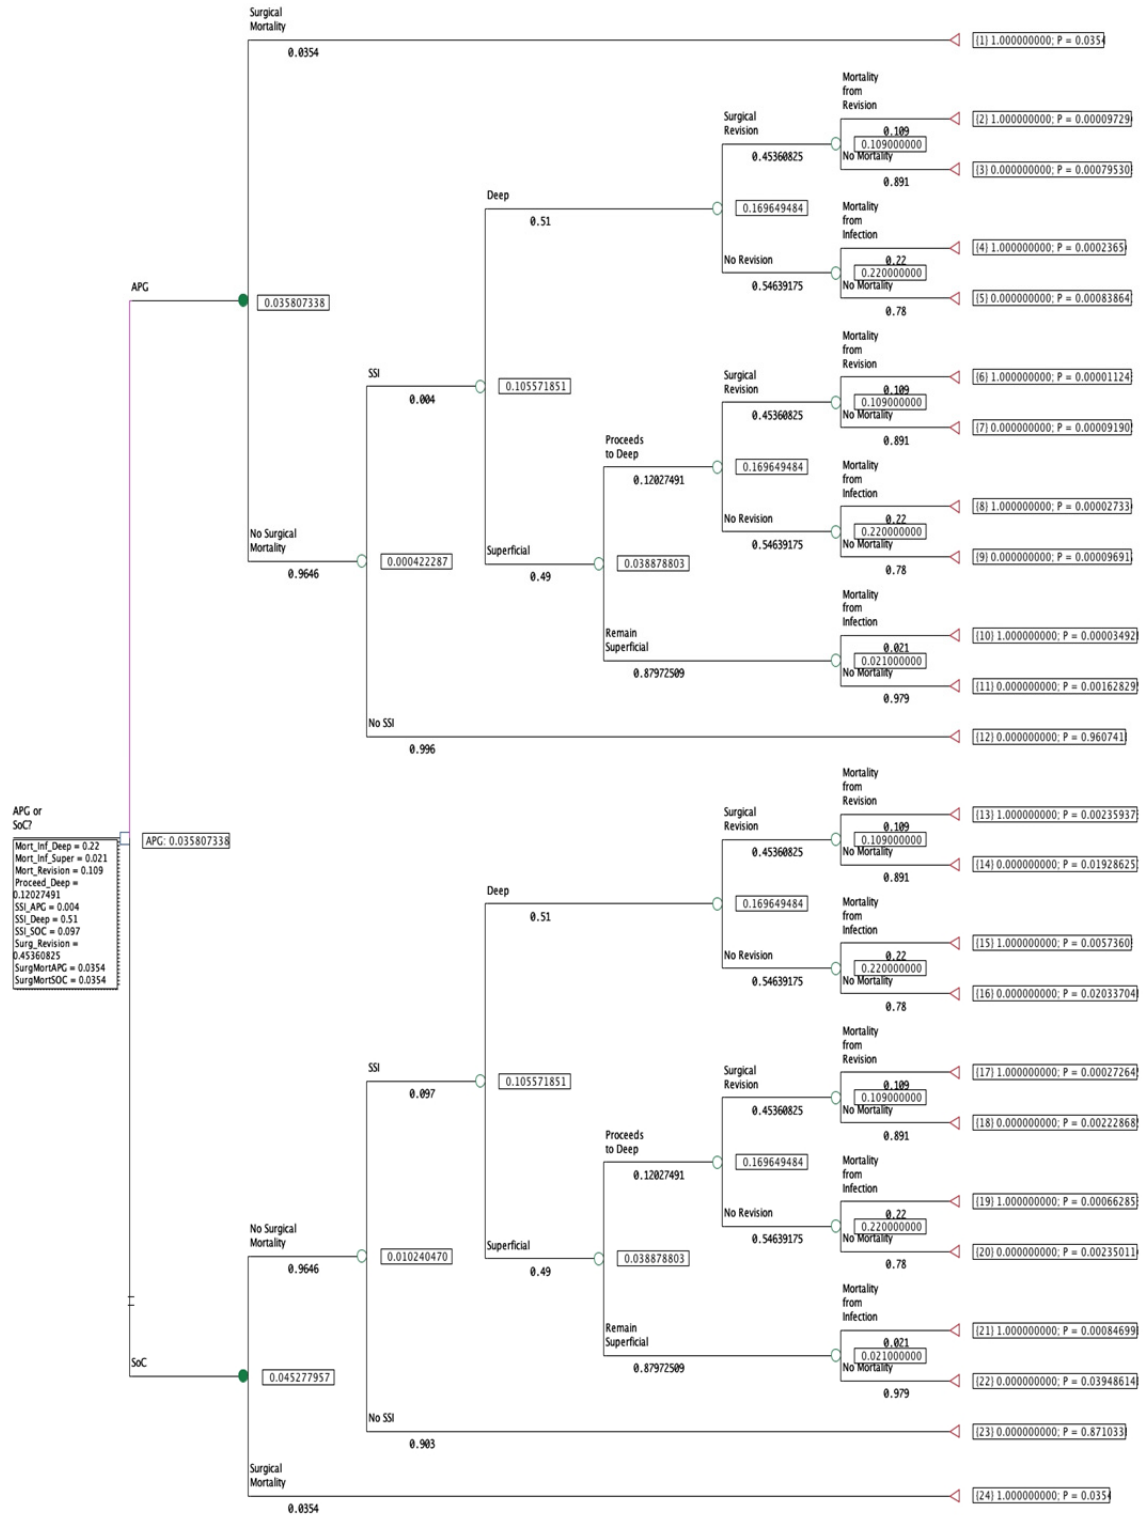 Surgical
Mortality
0.0354
{1} 1.000000000; P = 0.0354
Mortality
from
Revision
Surgical
Revision
0.109
{2} 1.000000000; P = 0.00009729
0.45360825
0.109000000
No Mortality
{3} 0.000000000; P = 0.00079530
0.891
Deep
0.51
0.169649484
Mortality
from
Infection
0.22
{4} 1.000000000; P = 0.0002365
No Revision
0.54639175
0.220000000
No Mortality
{5} 0.000000000; P = 0.00083864
0.78
APG
0.035807338
Mortality
from
Revision
SSI
0.004
0.105571851
Surgical
Revision
0.109
{6} 1.000000000; P = 0.00001124
0.45360825
0.109000000
No Mortality
{7} 0.000000000; P = 0.00009190
0.891
Proceeds
to Deep
0.12027491
0.169649484
Mortality
from
Infection
0.22
{8} 1.000000000; P = 0.00002733
No Revision
0.54639175
0.220000000
No Mortality
{9} 0.000000000; P = 0.00009691
0.78
No Surgical
Mortality
0.9646
0.000422287
Superficial
0.49
0.038878803
Mortality
from
Infection
Remain
Superficial
0.87972509
0.021
{10} 1.000000000; P = 0.00003492
0.021000000
No Mortality
{11} 0.000000000; P = 0.00162829
0.979
No SSI
0.996
{12} 0.000000000; P = 0.960741
APG or
SoC?
APG: 0.035807338
Mort_Inf_Deep = 0.22
Mort_Inf_Super = 0.021
Mort_Revision = 0.109
Proceed_Deep =
0.12027491
SSI_APG = 0.004
SSI_Deep = 0.51
SSI_SOC = 0.097
Surg_Revision =
0.45360825
SurgMortAPG = 0.0354
SurgMortSOC = 0.0354
Mortality
from
Revision
Surgical
Revision
0.109
{13} 1.000000000; P = 0.00235937
0.45360825
0.109000000
No Mortality
{14} 0.000000000; P = 0.01928625
0.891
Deep
0.51
0.169649484
Mortality
from
Infection
0.22
{15} 1.000000000; P = 0.0057360
No Revision
0.54639175
0.220000000
No Mortality
{16} 0.000000000; P = 0.02033704
0.78
Mortality
from
Revision
SSI
0.097
0.105571851
Surgical
Revision
0.109
{17} 1.000000000; P = 0.00027264
0.45360825
0.109000000
No Mortality
{18} 0.000000000; P = 0.00222868
0.891
Proceeds
to Deep
0.12027491
0.169649484
Mortality
from
Infection
0.22
{19} 1.000000000; P = 0.00066285
No Revision
0.54639175
0.220000000
No Mortality
{20} 0.000000000; P = 0.00235011
0.78
No Surgical
Mortality
0.9646
0.010240470
Superficial
0.49
0.038878803
Mortality
from
Infection
Remain
Superficial
0.87972509
0.021
{21} 1.000000000; P = 0.00084699
0.021000000
No Mortality
{22} 0.000000000; P = 0.03948614
0.979
SoC
0.045277957
No SSI
0.903
{23} 0.000000000; P = 0.871033
Surgical
Mortality
0.0354
{24} 1.000000000; P = 0.0354